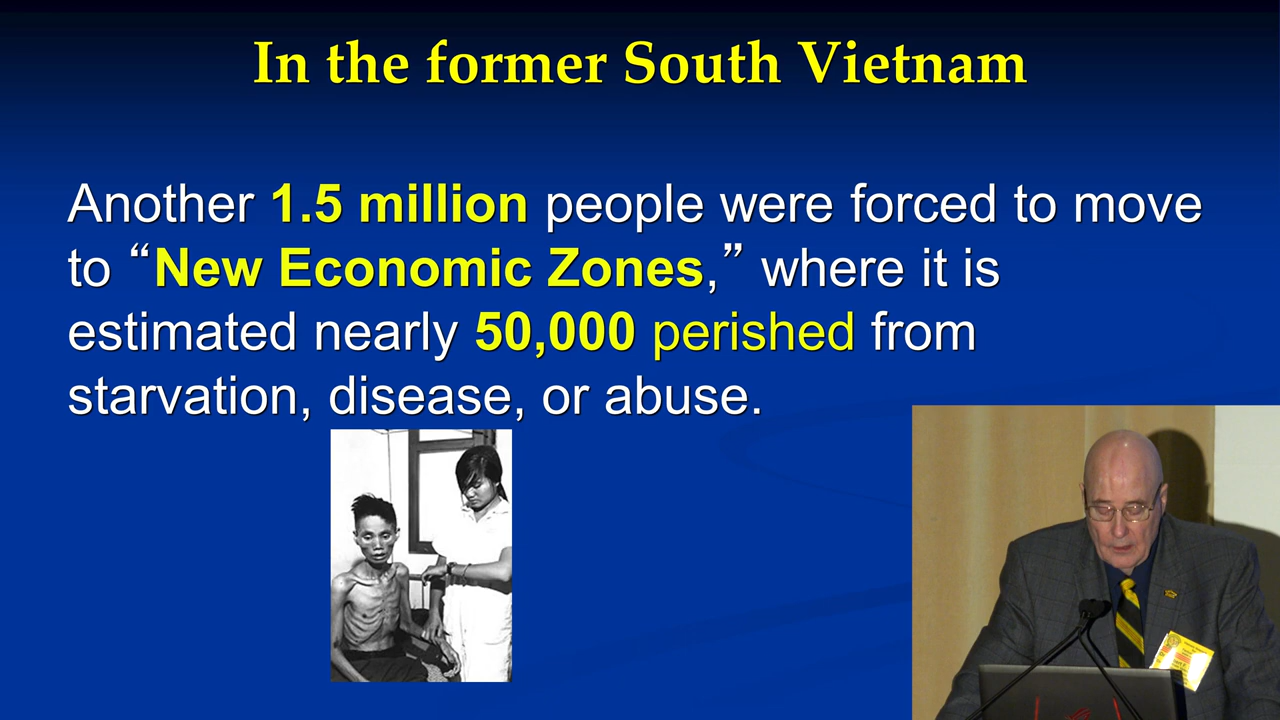 In the former South Vietnam
Another 1.5 million people were forced to move
to “New Economic Zones,” where it is
estimated nearly 50,000 perished from
starvation, disease, or abuse.